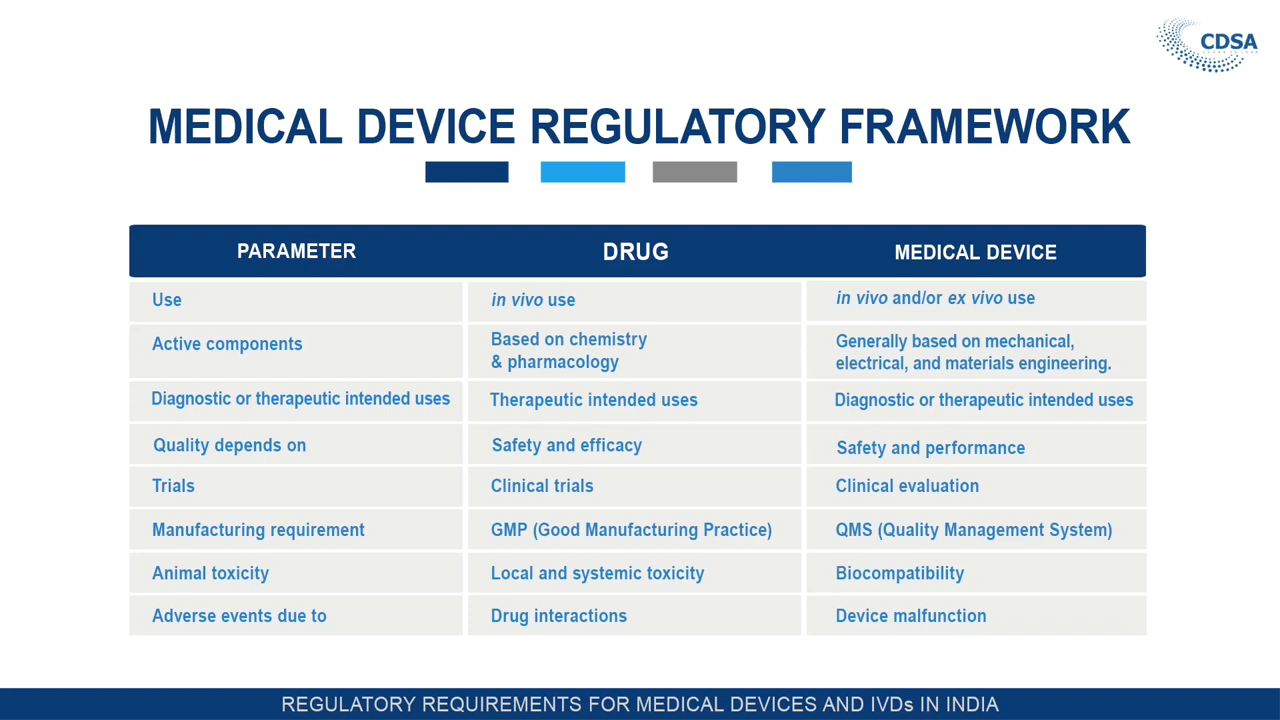 CDSA
MEDICAL DEVICE REGULATORY FRAMEWORK
PARAMETER DRUG MEDICAL DEVICE
Use in vivo use in vivo and/or ex vivo use
Active components Based on chemistry Generally based on mechanical,
& pharmacology electrical, and materials engineering.
Diagnostic or therapeutic intended uses Therapeutic intended uses Diagnostic or therapeutic intended uses
Quality depends on Safety and efficacy Safety and performance
Trials Clinical trials Clinical evaluation
Manufacturing requirement GMP (Good Manufacturing Practice) QMS (Quality Management System)
Animal toxicity Local and systemic toxicity Biocompatibility
Adverse events due to Drug interactions Device malfunction
REGULATORY REQUIREMENTS FOR MEDICAL DEVICES AND IVDs IN INDIA